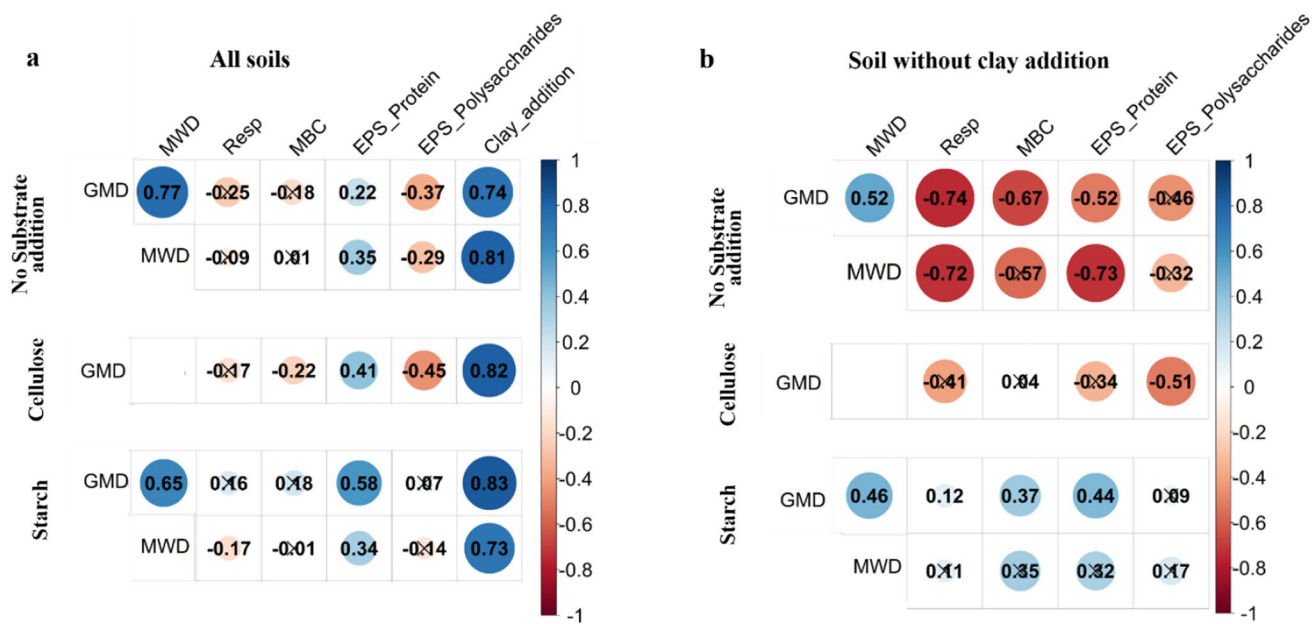 a All soils
MWD Resp MBC EPS_Protein EPS_Polysaccharides Clay_addition
No Substrate
addition
GMD 0.77 -0.25 -0.18 0.22 -0.37 0.74
MWD -0.09 0.01 0.35 -0.29 0.81
Cellulose
GMD -0.17 -0.22 0.41 -0.45 0.82
Starch
GMD 0.65 0.16 0.18 0.58 0.07 0.83
MWD -0.17 -0.01 0.34 -0.14 0.73
1
0.8
0.6
0.4
0.2
0
-0.2
-0.4
-0.6
-0.8
-1
b Soil without clay addition
MWD Resp MBC EPS_Protein EPS_Polysaccharides
No Substrate
addition
GMD 0.52 -0.74 -0.67 -0.52 -0.46
MWD -0.72 -0.57 -0.73 -0.32
Cellulose
GMD -0.41 0.04 -0.34 -0.51
Starch
GMD 0.46 0.12 0.37 0.44 0.09
MWD 0.11 0.35 0.32 0.17
1
0.8
0.6
0.4
0.2
0
-0.2
-0.4
-0.6
-0.8
-1